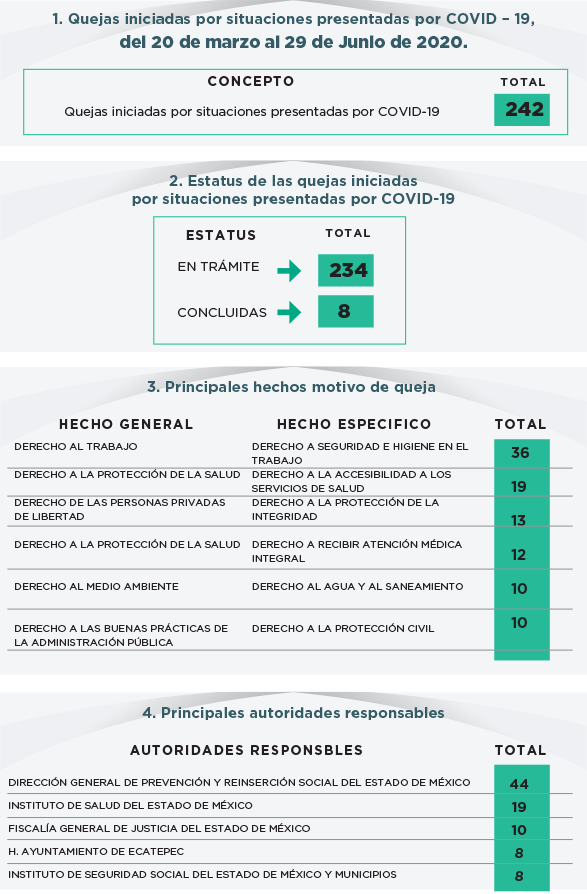 1. Quejas iniciadas por situaciones presentadas por COVID – 19,
del 20 de marzo al 29 de Junio de 2020.
CONCEPTO TOTAL
Quejas iniciadas por situaciones presentadas por COVID-19 242
2. Estatus de las quejas iniciadas
por situaciones presentadas por COVID-19
ESTATUS TOTAL
EN TRÁMITE 234
CONCLUIDAS 8
3. Principales hechos motivo de queja
HECHO GENERAL HECHO ESPECIFICO TOTAL
DERECHO AL TRABAJO DERECHO A SEGURIDAD E HIGIENE EN EL
TRABAJO 36
DERECHO A LA PROTECCIÓN DE LA SALUD DERECHO A LA ACCESIBILIDAD A LOS
SERVICIOS DE SALUD 19
DERECHO DE LAS PERSONAS PRIVADAS DERECHO A LA PROTECCIÓN DE LA
DE LIBERTAD INTEGRIDAD 13
DERECHO A LA PROTECCIÓN DE LA SALUD DERECHO A RECIBIR ATENCIÓN MÉDICA
INTEGRAL 12
DERECHO AL MEDIO AMBIENTE DERECHO AL AGUA Y AL SANEAMIENTO 10
DERECHO A LAS BUENAS PRÁCTICAS DE DERECHO A LA PROTECCIÓN CIVIL 10
LA ADMINISTRACIÓN PÚBLICA
4. Principales autoridades responsables
AUTORIDADES RESPONSBLES TOTAL
DIRECCIÓN GENERAL DE PREVENCIÓN Y REINSERCIÓN SOCIAL DEL ESTADO DE MÉXICO 44
INSTITUTO DE SALUD DEL ESTADO DE MÉXICO 19
FISCALÍA GENERAL DE JUSTICIA DEL ESTADO DE MÉXICO 10
H. AYUNTAMIENTO DE ECATEPEC 8
INSTITUTO DE SEGURIDAD SOCIAL DEL ESTADO DE MÉXICO Y MUNICIPIOS 8